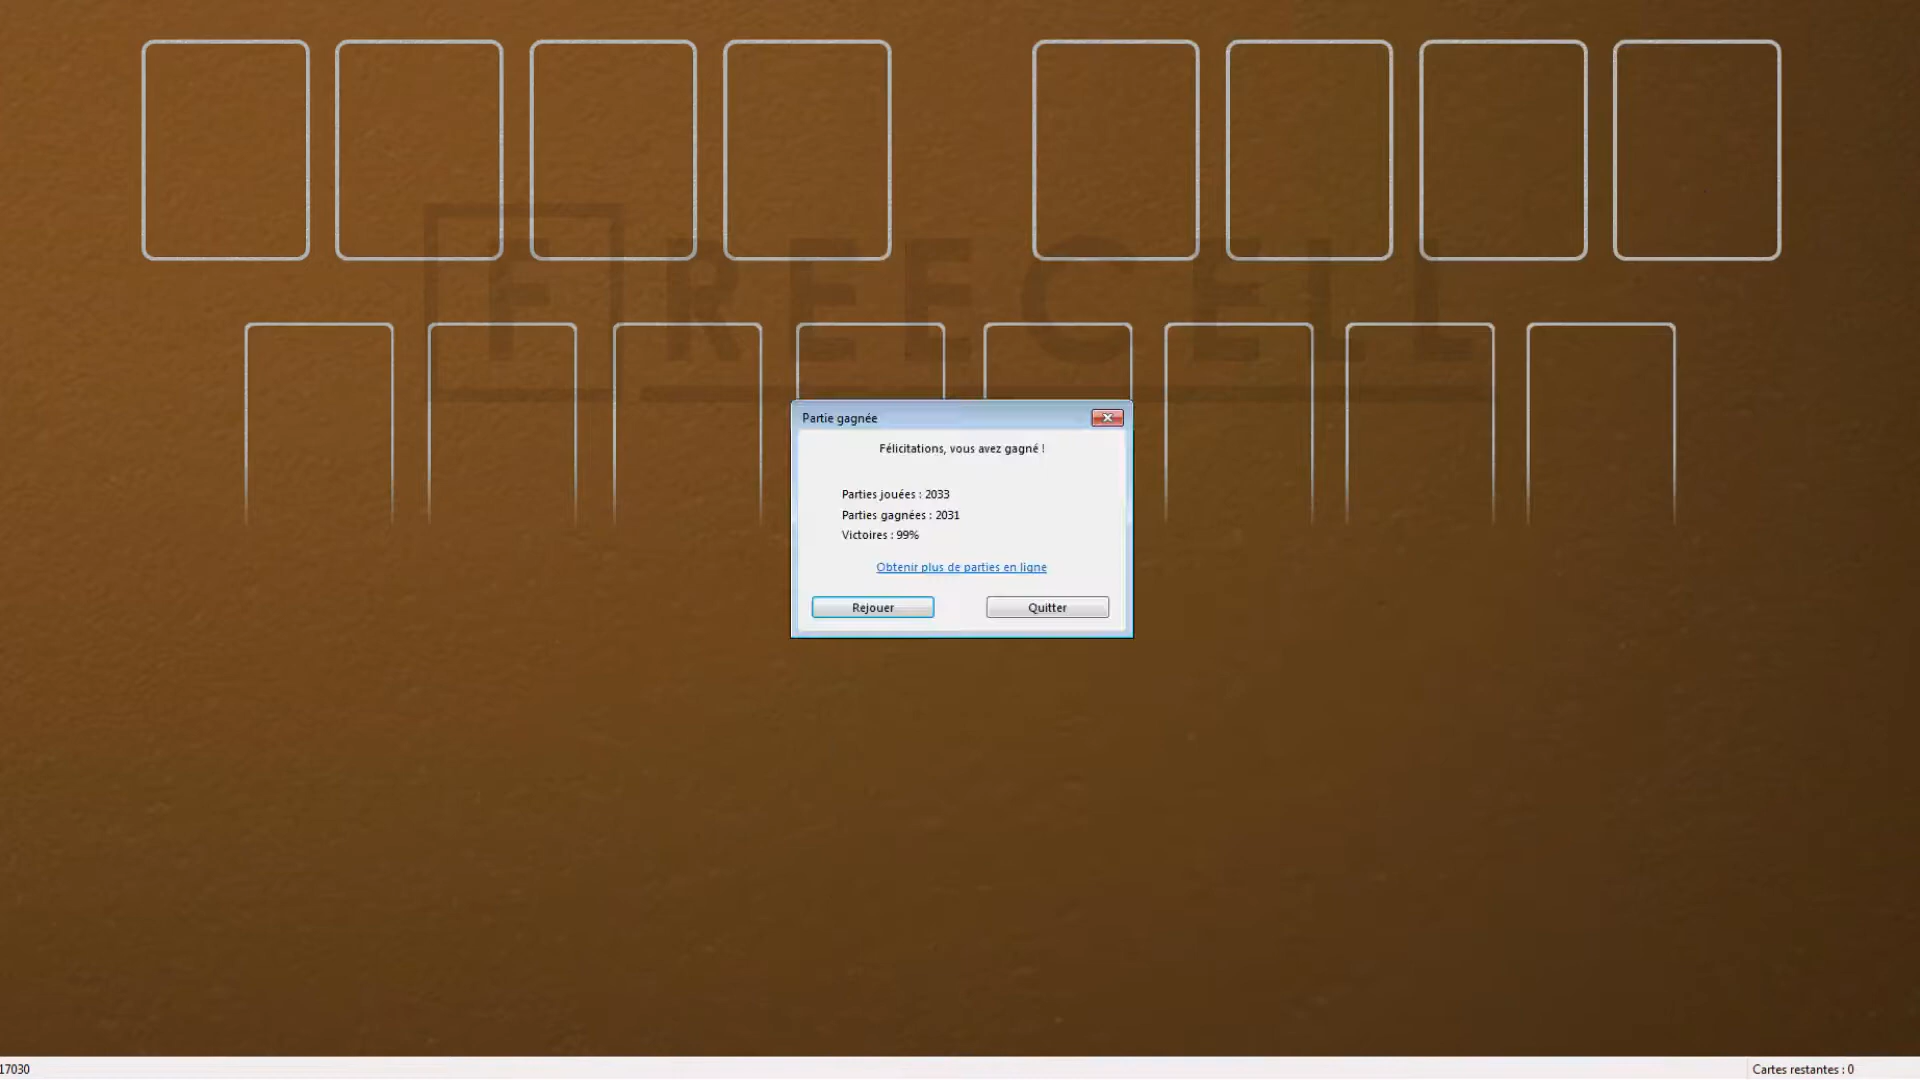 FREECELL
Partie gagnée
Félicitations, vous avez gagné !
Parties jouées : 2033
Parties gagnées : 2031
Victoires : 99%
Obtenir plus de parties en ligne
Rejouer
Quitter
17030
Cartes restantes : 0